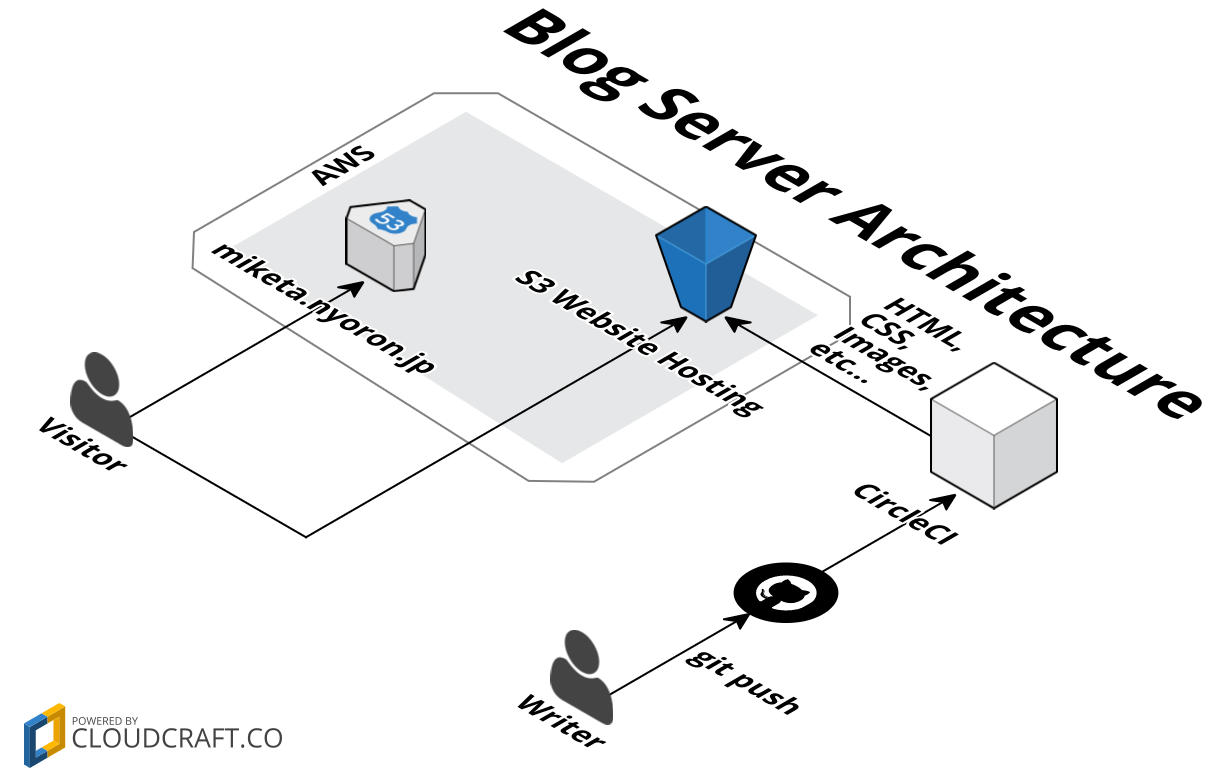 Blog Server Architecture
AWS
53
miketa.nyoron.jp
S3 Website Hosting
HTML,
CSS,
Images,
etc...
Visitor
CircleCI
git push
Writer
POWERED BY
CLOUDCRAFT.CO